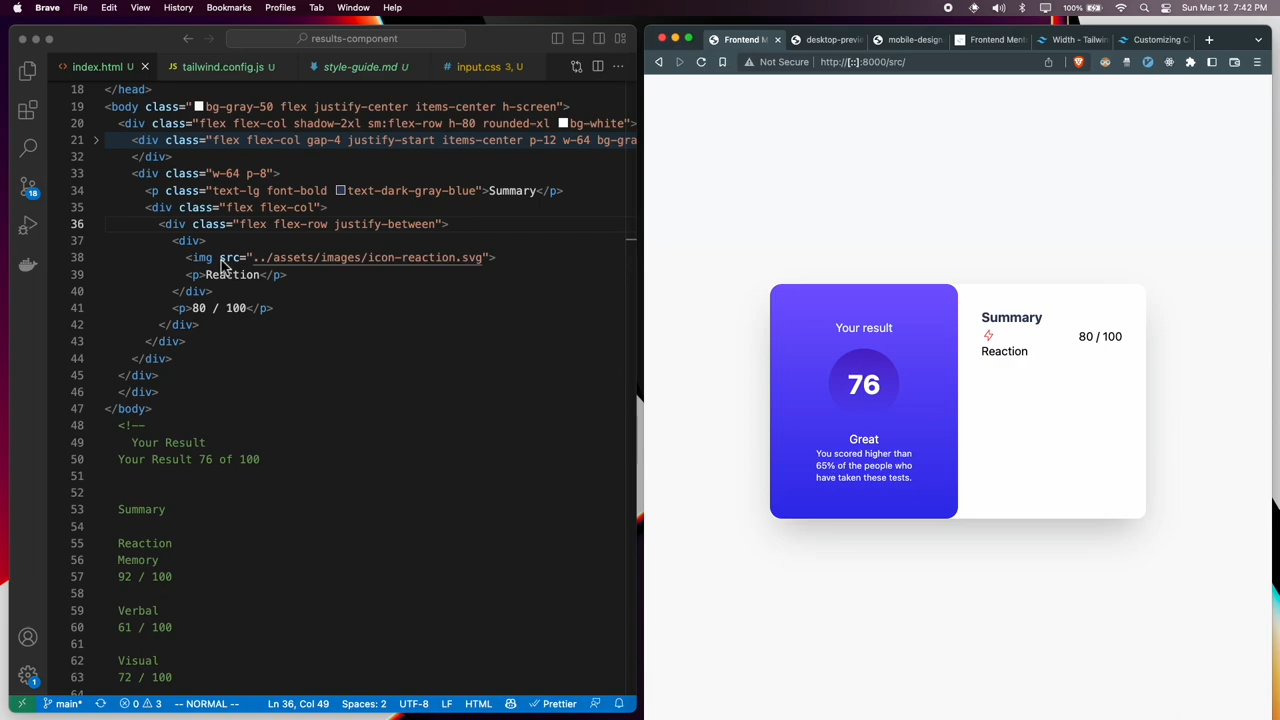 Brave File Edit View History Bookmarks Profiles Tab Window Help
100% Sun Mar 12 7:42 PM
results-component
index.html U
JS tailwind.config.js U
style-guide.md U
# input.css 3, U
18 </head>
19 <body class="bg-gray-50 flex justify-center items-center h-screen">
20 <div class="flex flex-col shadow-2xl sm:flex-row h-80 rounded-xl bg-white">
21 <div class="flex flex-col gap-4 justify-start items-center p-12 w-64 bg-gra
32 </div>
33 <div class="w-64 p-8">
34 <p class="text-lg font-bold text-dark-gray-blue">Summary</p>
35 <div class="flex flex-col">
36 <div class="flex flex-row justify-between">
37 <div>
38 <img src="../assets/images/icon-reaction.svg">
39 <p>Reaction</p>
40 </div>
41 <p>80 / 100</p>
42 </div>
43 </div>
44 </div>
45 </div>
46 </div>
47 </body>
48 <!--
49 Your Result
50 Your Result 76 of 100
51
52
53 Summary
54
55 Reaction
56 Memory
57 92 / 100
58
59 Verbal
60 61 / 100
61
62 Visual
63 72 / 100
64
18
1
main* 0 3 -- NORMAL -- Ln 36, Col 49 Spaces: 2 UTF-8 LF HTML Prettier
Frontend M
desktop-previe
mobile-design
Frontend Ment
Width - Tailwin
Customizing C
Not Secure http://[::]:8000/src/
Your result
76
Great
You scored higher than
65% of the people who
have taken these tests.
Summary
Reaction
80 / 100